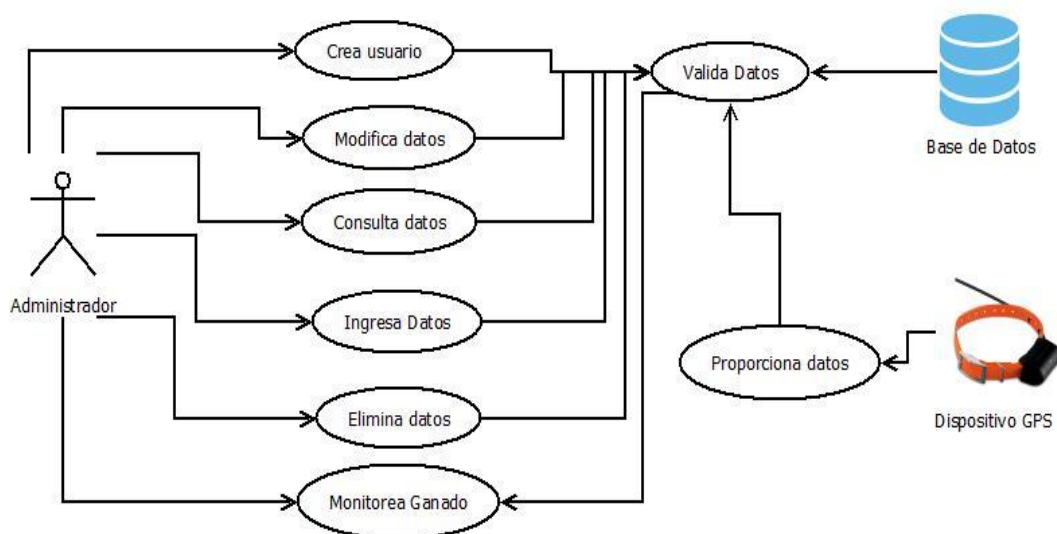 Crea usuario
Valida Datos
Modifica datos
Base de Datos
Consulta datos
Administrador
Ingresa Datos
Proporciona datos
Elimina datos
Dispositivo GPS
Monitorea Ganado